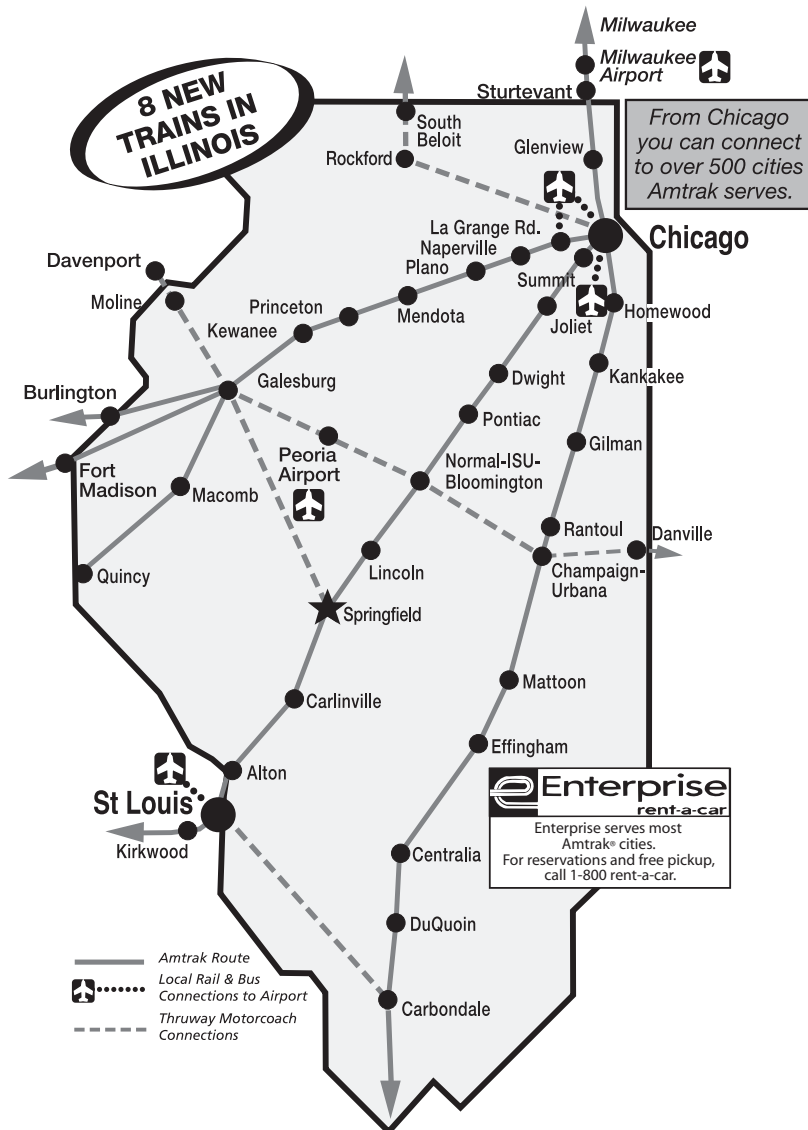 8 NEW
TRAINS IN
ILLINOIS
Milwaukee
Milwaukee
Airport
Sturtevant
From Chicago
you can connect
to over 500 cities
Amtrak serves.
South
Beloit
Rockford
Glenview
La Grange Rd.
Naperville
Plano
Chicago
Summit
Davenport
Moline
Princeton
Kewanee
Mendota
Joliet
Homewood
Galesburg
Dwight
Kankakee
Burlington
Pontiac
Peoria
Airport
Gilman
Fort
Madison
Macomb
Normal-ISU-
Bloomington
Rantoul
Danville
Quincy
Lincoln
Champaign-
Urbana
Springfield
Mattoon
Carlinville
Effingham
Alton
St Louis
Kirkwood
Enterprise
rent-a-car
Enterprise serves most
Amtrak® cities.
For reservations and free pickup,
call 1-800 rent-a-car.
Centralia
DuQuoin
Carbondale
Amtrak Route
Local Rail & Bus
Connections to Airport
Thruway Motorcoach
Connections